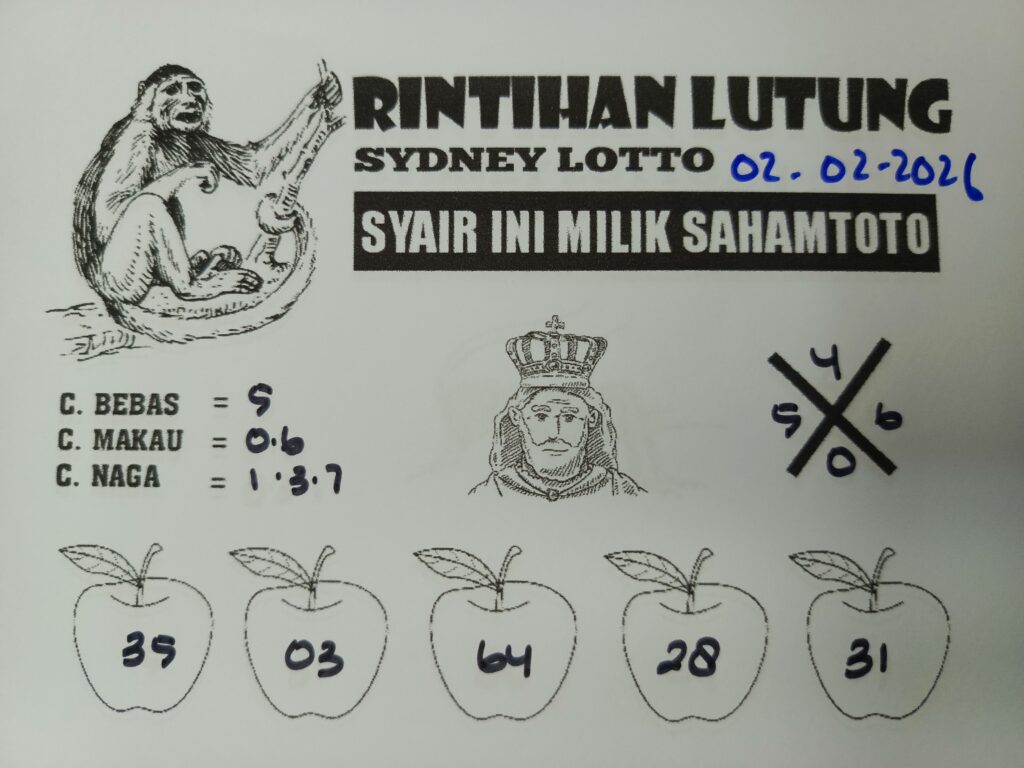 RINTIHAN LUTUNG
SYDNEY LOTTO 02.02-2026
SYAIR INI MILIK SAHAMTOTO
C. BEBAS = 5
C. MAKAU = 0.6
C. NAGA = 1.3.7
4
5 6
0
35 03 64 28 31